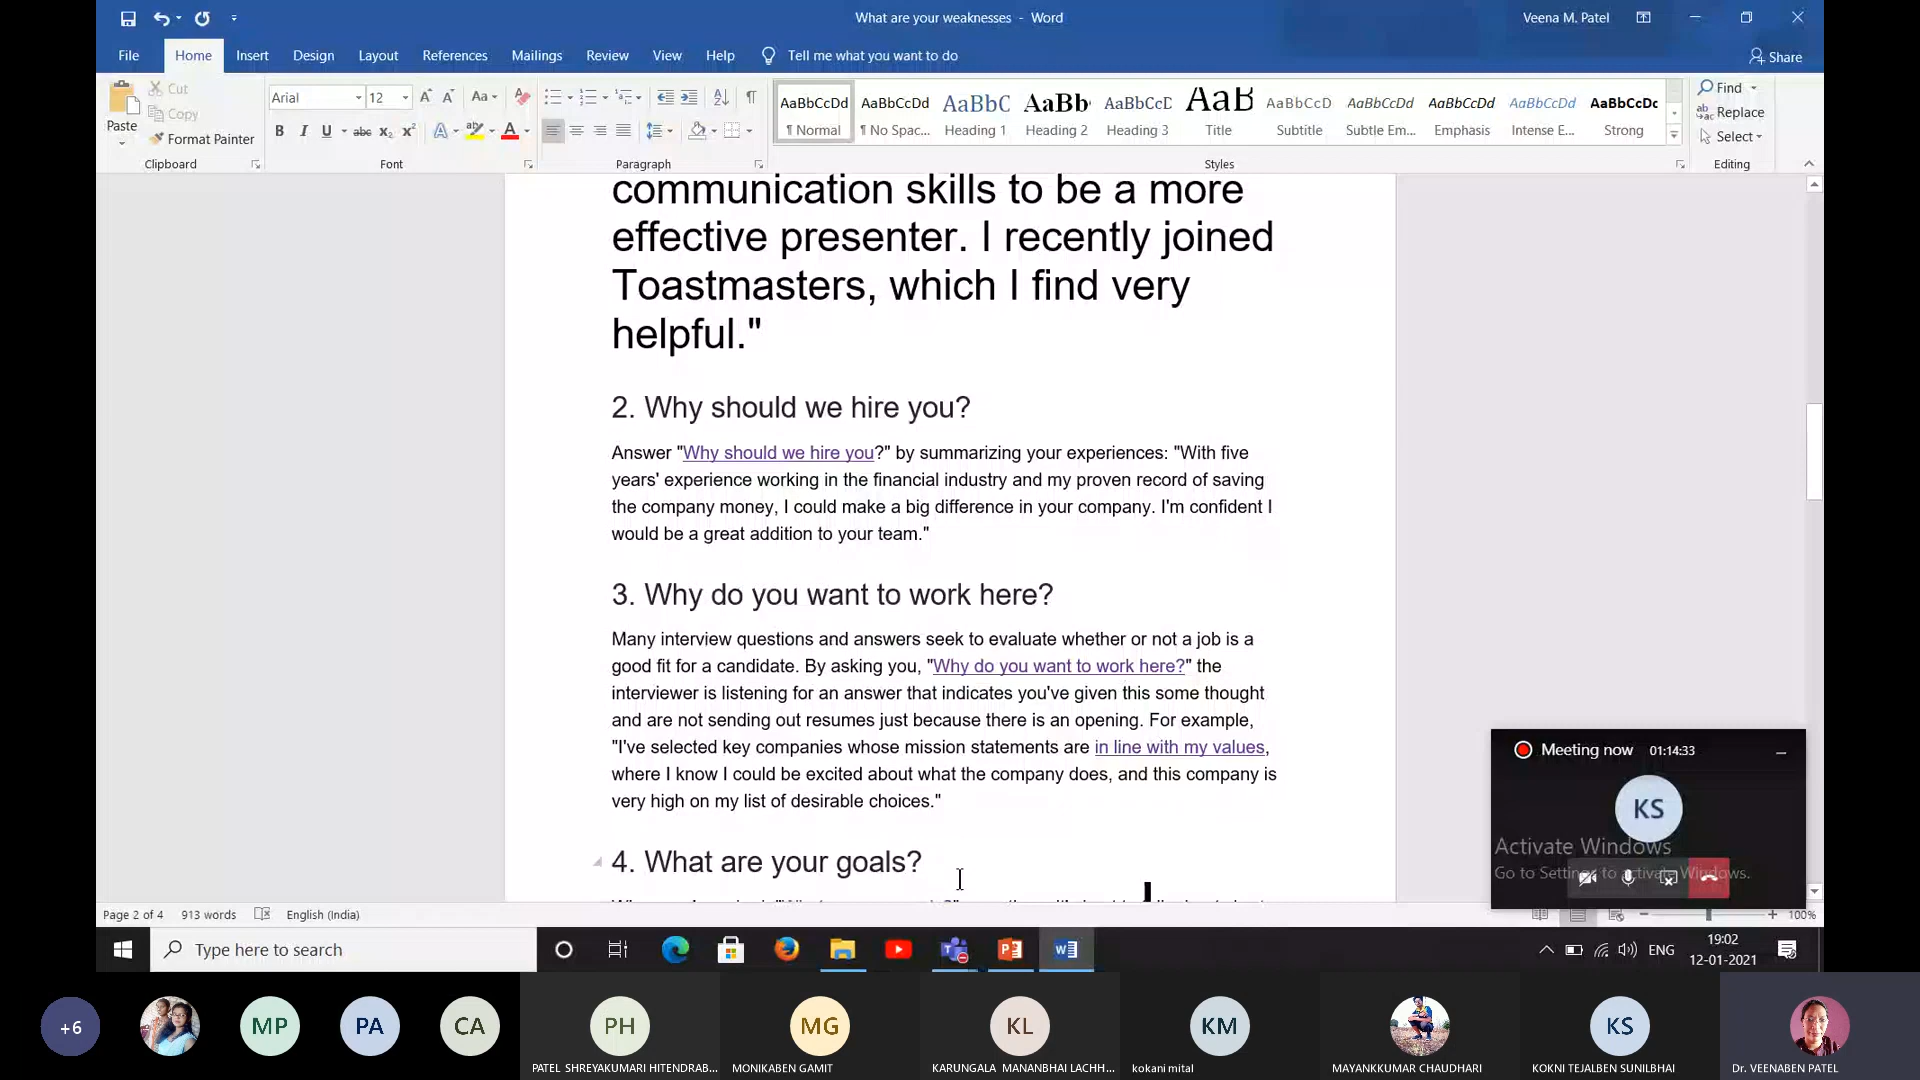 What are your weaknesses - Word
Veena M. Patel
File
Home
Insert
Design
Layout
References
Mailings
Review
View
Help
Tell me what you want to do
Share
Paste
Cut
Copy
Format Painter
Clipboard
Arial
12
Font
Paragraph
AaBbCcDd
¶ Normal
AaBbCcDd
¶ No Spac...
AaBbC
Heading 1
AaBb
Heading 2
AaBbCcE
Heading 3
AaB
Title
AaBbCcD
Subtitle
AaBbCcDd
Subtle Em...
AaBbCcDd
Emphasis
AaBbCcDd
Intense E...
AaBbCcDc
Strong
Styles
Find
Replace
Select
Editing
communication skills to be a more
effective presenter. I recently joined
Toastmasters, which I find very
helpful."
2. Why should we hire you?
Answer "Why should we hire you?" by summarizing your experiences: "With five
years' experience working in the financial industry and my proven record of saving
the company money, I could make a big difference in your company. I'm confident I
would be a great addition to your team."
3. Why do you want to work here?
Many interview questions and answers seek to evaluate whether or not a job is a
good fit for a candidate. By asking you, "Why do you want to work here?" the
interviewer is listening for an answer that indicates you've given this some thought
and are not sending out resumes just because there is an opening. For example,
"I've selected key companies whose mission statements are in line with my values,
where I know I could be excited about what the company does, and this company is
very high on my list of desirable choices."
4. What are your goals?
Meeting now 01:14:33
KS
Activate Windows
Go to Settings to activate Windows.
Page 2 of 4
913 words
English (India)
100%
Type here to search
ENG
19:02
12-01-2021
+6
MP
PA
CA
PH
PATEL SHREYAKUMARI HITENDRAB...
MG
MONIKABEN GAMIT
KL
KARUNGALA MANANBHAI LACHH...
KM
kokani mital
MAYANKKUMAR CHAUDHARI
KS
KOKNI TEJALBEN SUNILBHAI
Dr. VEENABEN PATEL